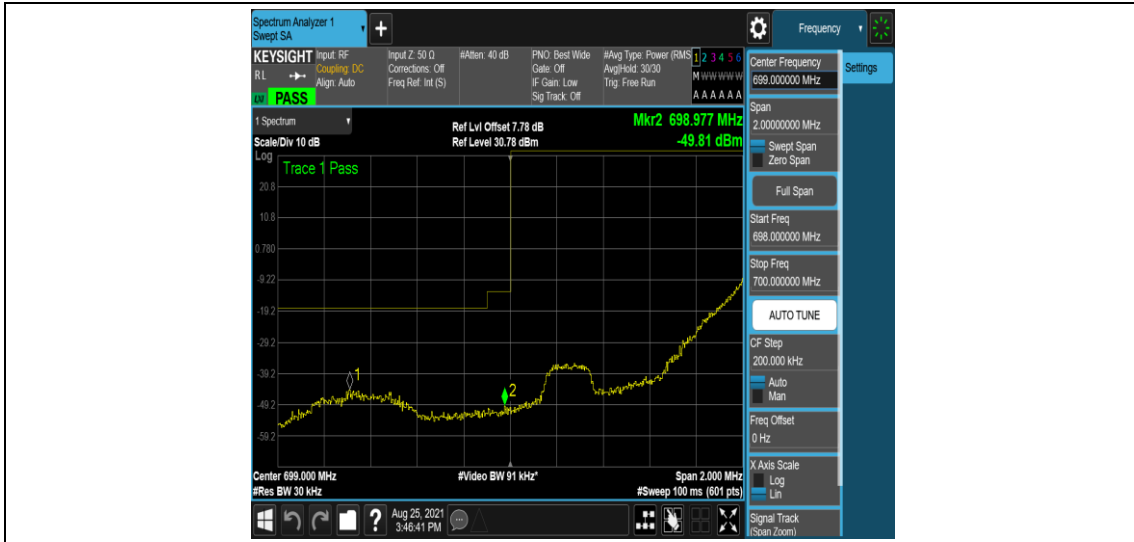 Spectrum Analyzer 1
Swept SA
Frequency
KEYSIGHT
RL
PASS
Input: RF
Coupling: DC
Align: Auto
Input Z: 50 Ω
Corrections: Off
Freq Ref: Int (S)
#Atten: 40 dB
PNO: Best Wide
Gate: Off
IF Gain: Low
Sig Track: Off
#Avg Type: Power (RMS
Avg|Hold: 30/30
Trig: Free Run
1 2 3 4 5 6
M W W W W W
A A A A A A
1 Spectrum
Scale/Div 10 dB
Ref Lvl Offset 7.78 dB
Ref Level 30.78 dBm
Mkr2 698.977 MHz
-49.81 dBm
Log
Trace 1 Pass
20.8
10.8
0.780
-9.22
-19.2
-29.2
-39.2
-49.2
-59.2
1
2
Center 699.000 MHz
#Res BW 30 kHz
#Video BW 91 kHz*
Span 2.000 MHz
#Sweep 100 ms (601 pts)
Center Frequency
699.000000 MHz
Settings
Span
2.00000000 MHz
Swept Span
Zero Span
Full Span
Start Freq
698.000000 MHz
Stop Freq
700.000000 MHz
AUTO TUNE
CF Step
200.000 kHz
Auto
Man
Freq Offset
0 Hz
X Axis Scale
Log
Lin
Signal Track
(Span Zoom)
?
Aug 25, 2021
3:46:41 PM